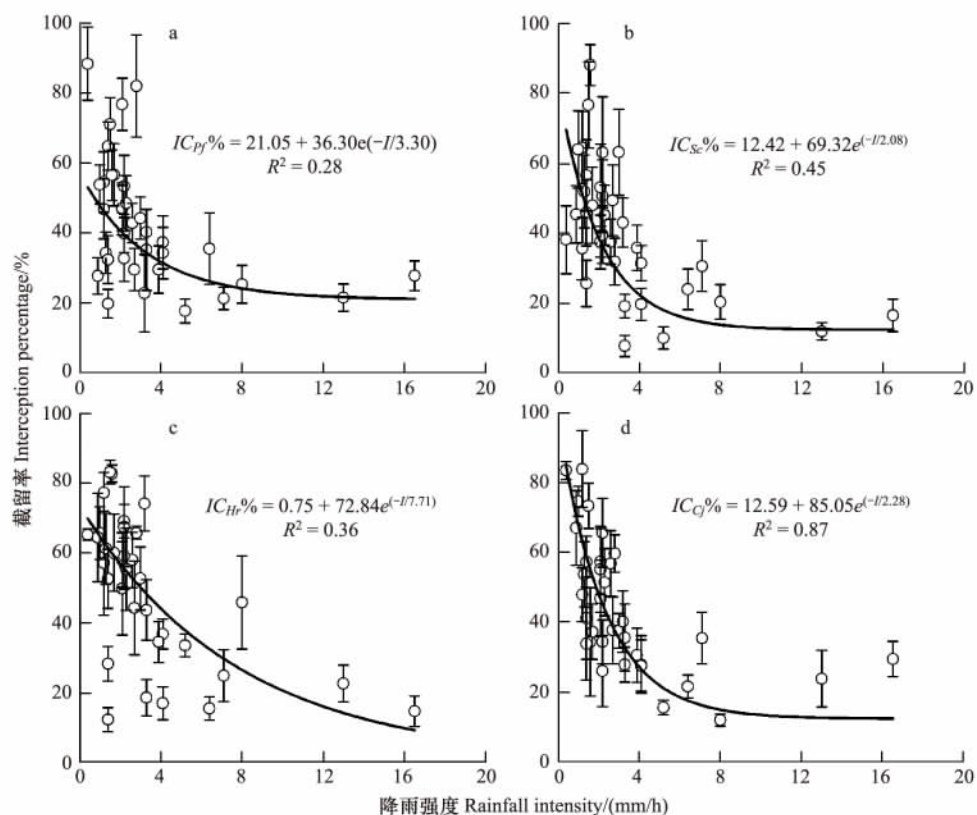 a
b
IC_Pf% = 21.05 + 36.30e(−I/3.30)
R² = 0.28
IC_Sc% = 12.42 + 69.32e^(−I/2.08)
R² = 0.45
100
80
60
40
20
0
100
80
60
40
20
0
0 4 8 12 16 20
0 4 8 12 16 20
截留率 Interception percentage/%
c
d
IC_Hr% = 0.75 + 72.84e^(−I/7.71)
R² = 0.36
IC_Cj% = 12.59 + 85.05e^(−I/2.28)
R² = 0.87
100
80
60
40
20
0
100
80
60
40
20
0
0 4 8 12 16 20
0 4 8 12 16 20
降雨强度 Rainfall intensity/(mm/h)